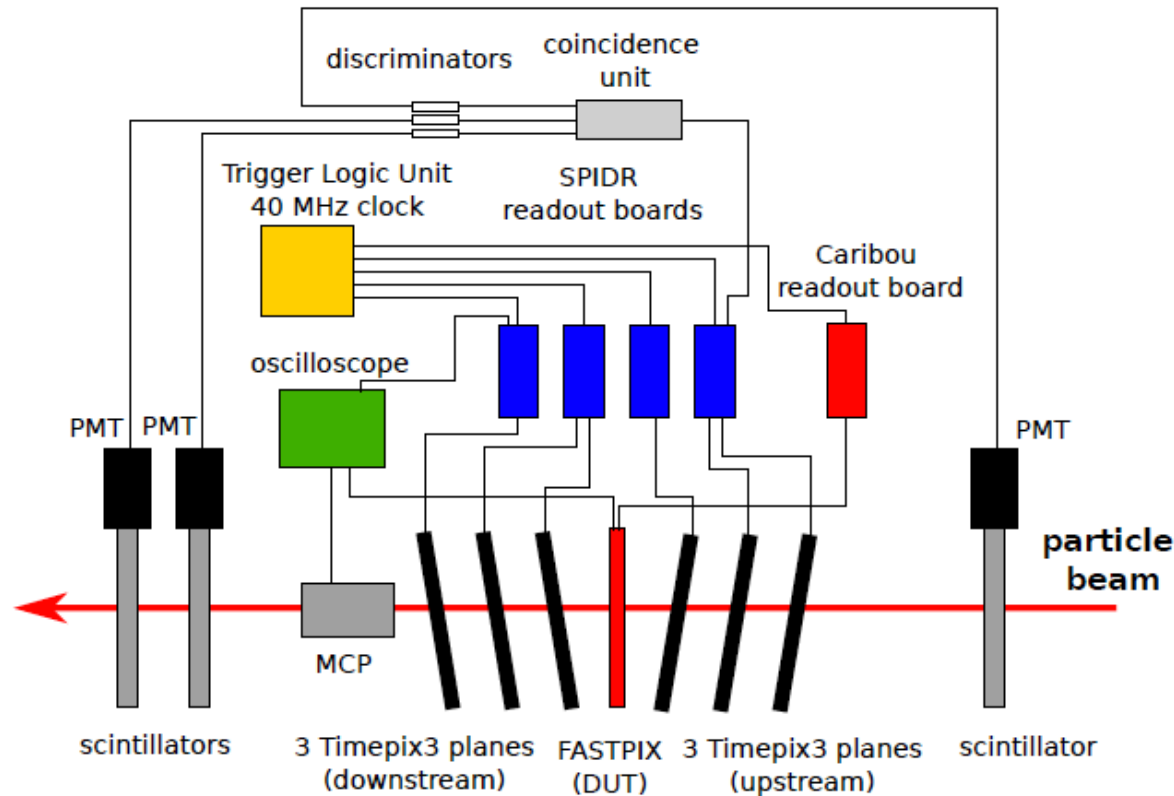 discriminators
coincidence
unit
Trigger Logic Unit
40 MHz clock
SPIDR
readout boards
Caribou
readout board
oscilloscope
PMT
PMT
PMT
particle
beam
MCP
scintillators
3 Timepix3 planes
(downstream)
FASTPIX
(DUT)
3 Timepix3 planes
(upstream)
scintillator